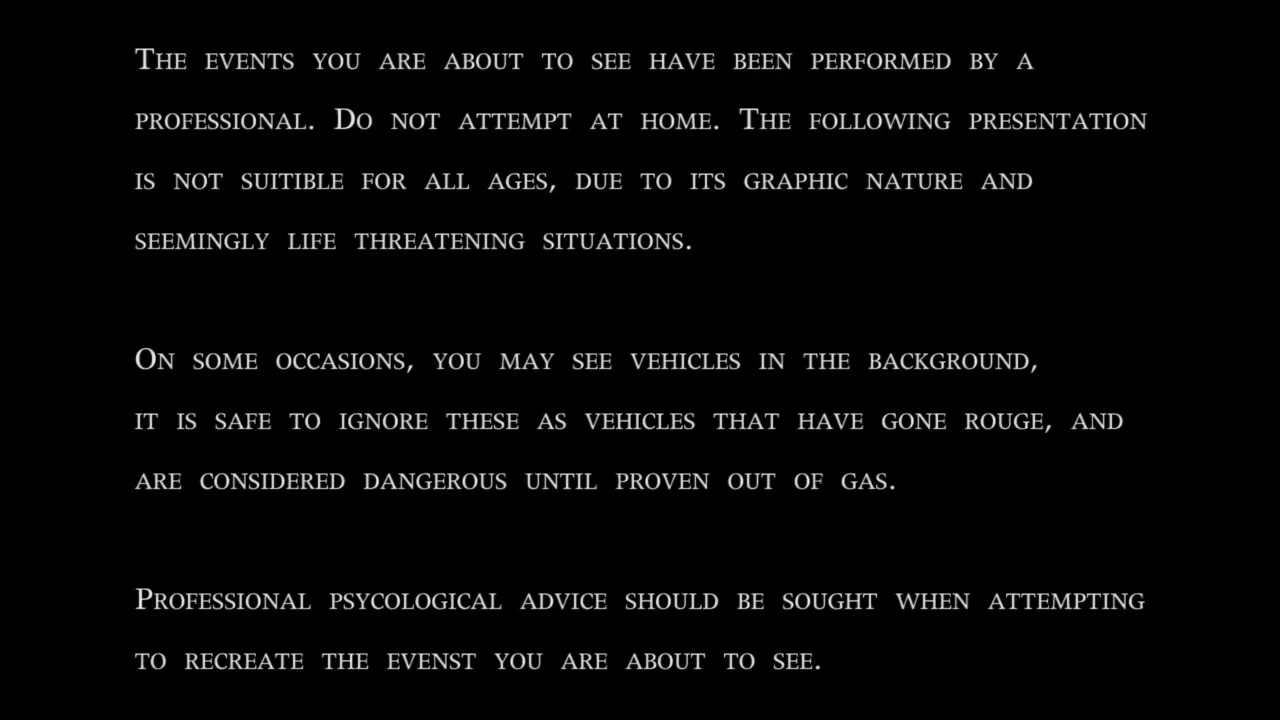 The events you are about to see have been performed by a
professional. Do not attempt at home. The following presentation
is not suitible for all ages, due to its graphic nature and
seemingly life threatening situations.
On some occasions, you may see vehicles in the background,
it is safe to ignore these as vehicles that have gone rouge, and
are considered dangerous until proven out of gas.
Professional psycological advice should be sought when attempting
to recreate the evenst you are about to see.